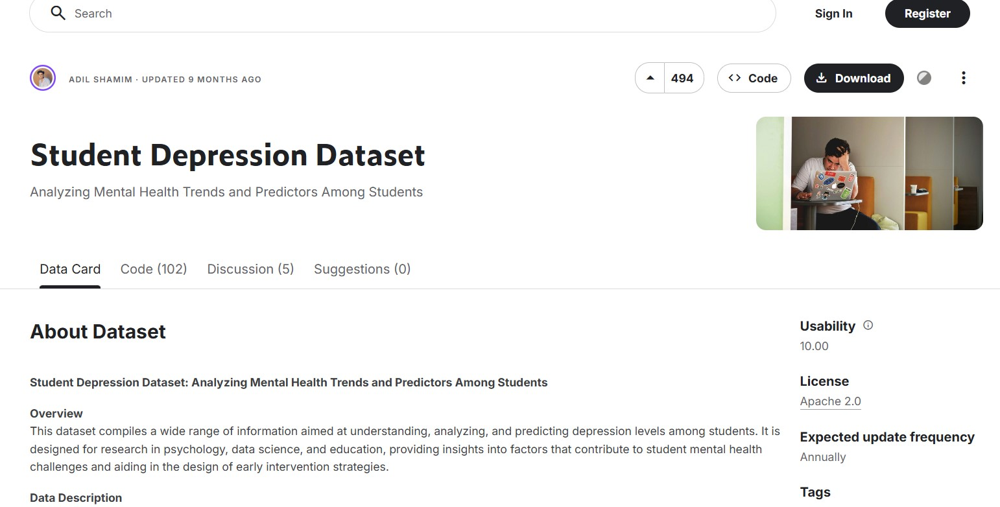 Search
Sign In
Register
ADIL SHAMIM · UPDATED 9 MONTHS AGO
494
Code
Download
Student Depression Dataset
Analyzing Mental Health Trends and Predictors Among Students
Data Card
Code (102)
Discussion (5)
Suggestions (0)
About Dataset
Student Depression Dataset: Analyzing Mental Health Trends and Predictors Among Students
Overview
This dataset compiles a wide range of information aimed at understanding, analyzing, and predicting depression levels among students. It is
designed for research in psychology, data science, and education, providing insights into factors that contribute to student mental health
challenges and aiding in the design of early intervention strategies.
Data Description
Usability
10.00
License
Apache 2.0
Expected update frequency
Annually
Tags